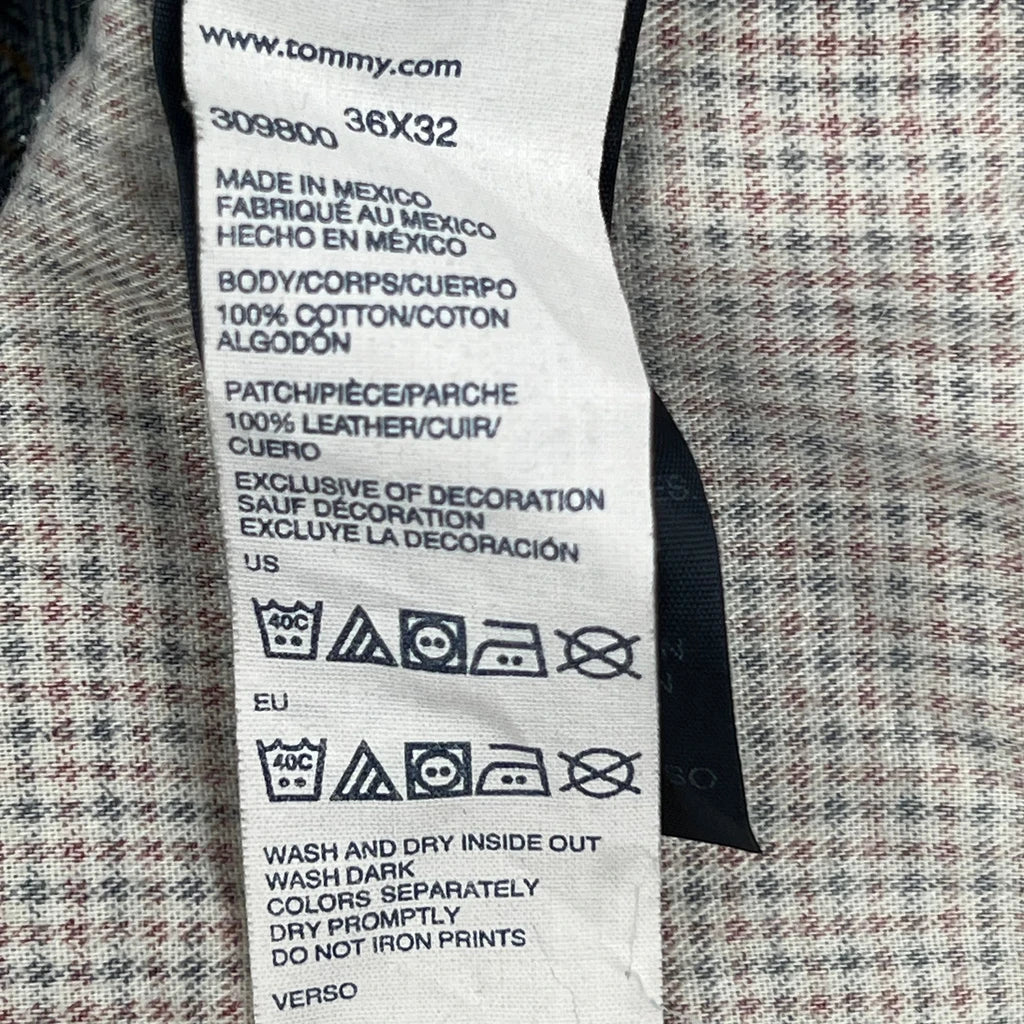 www.tommy.com
309800 36X32
MADE IN MEXICO
FABRIQUÉ AU MEXICO
HECHO EN MÉXICO
BODY/CORPS/CUERPO
100% COTTON/COTON
ALGODÓN
PATCH/PIÈCE/PARCHE
100% LEATHER/CUIR/
CUERO
EXCLUSIVE OF DECORATION
SAUF DÉCORATION
EXCLUYE LA DECORACIÓN
US
40C
EU
40C
WASH AND DRY INSIDE OUT
WASH DARK
COLORS SEPARATELY
DRY PROMPTLY
DO NOT IRON PRINTS
VERSO